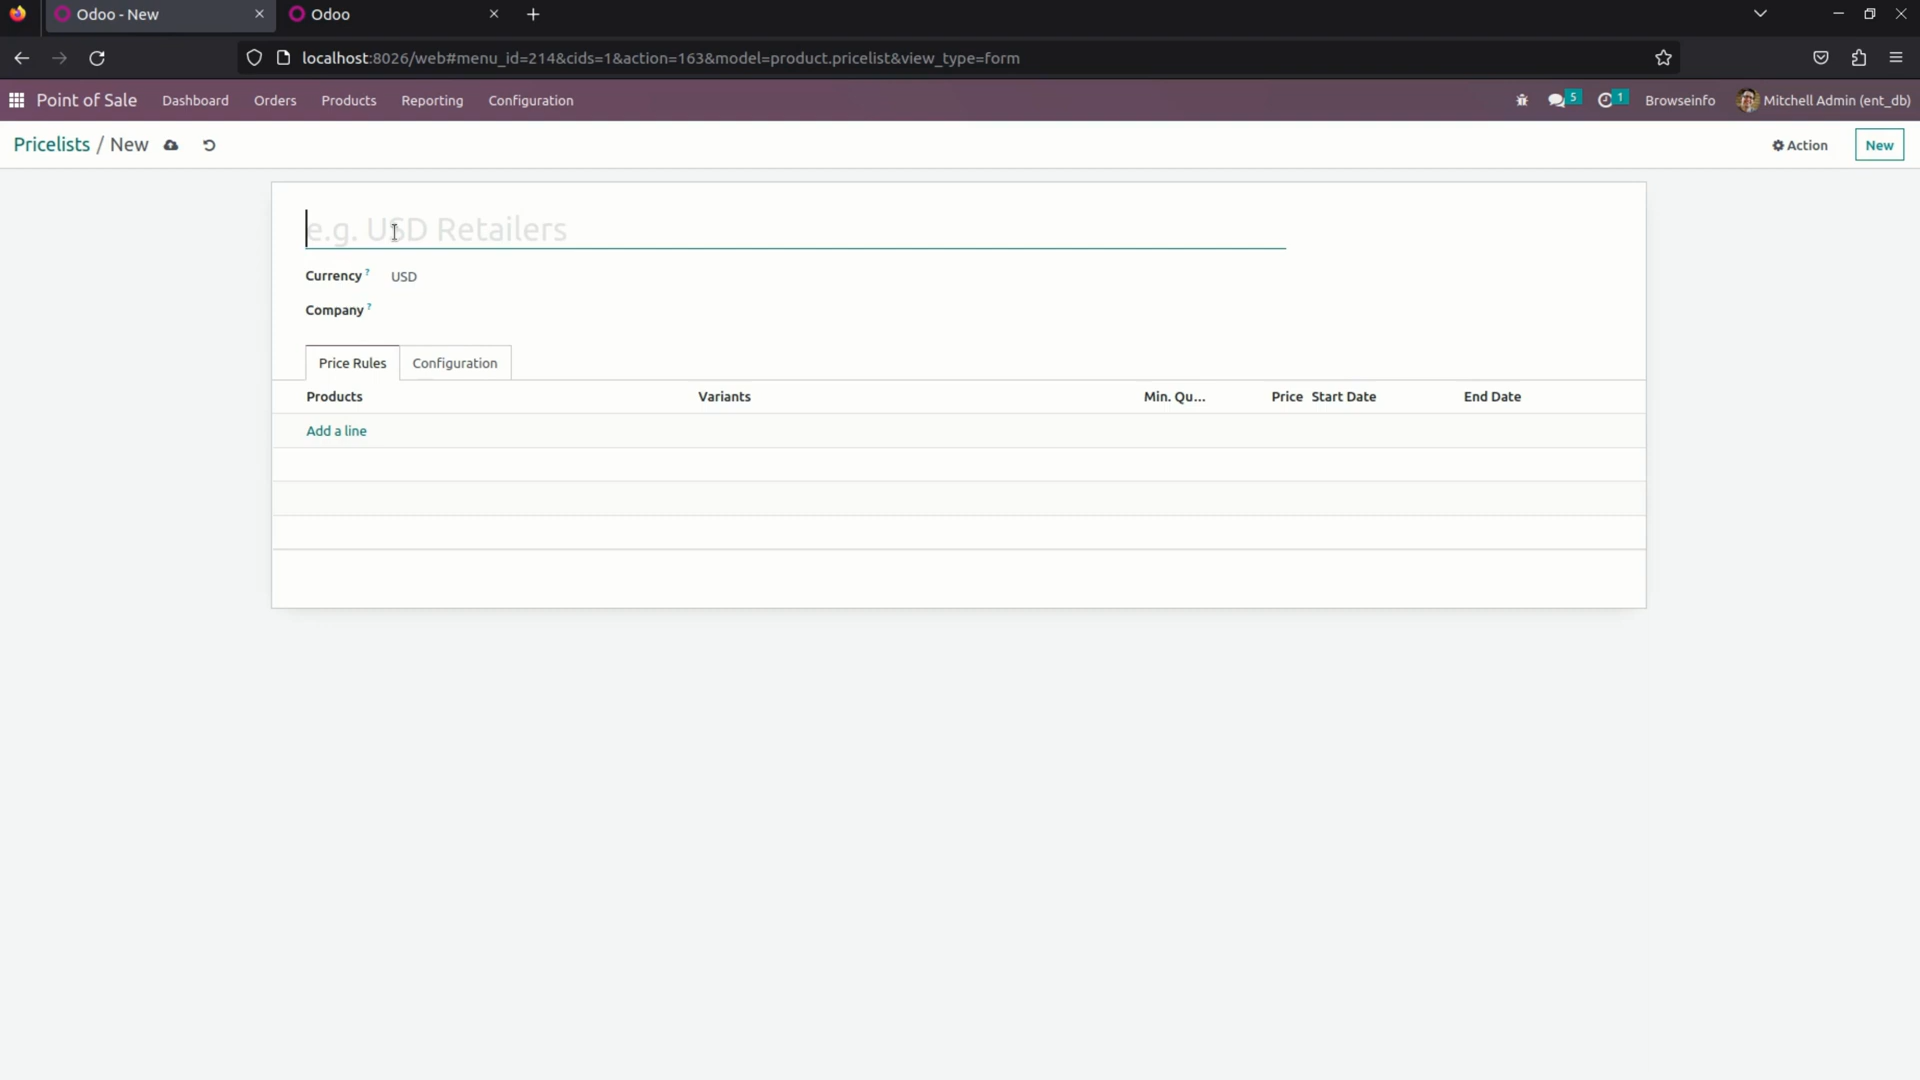 Odoo - New
Odoo
localhost:8026/web#menu_id=214&cids=1&action=163&model=product.pricelist&view_type=form
Point of Sale Dashboard Orders Products Reporting Configuration 5 1 Browseinfo Mitchell Admin (ent_db)
Pricelists / New Action New
e.g. USD Retailers
Currency ? USD
Company ?
Price Rules Configuration
Products Variants Min. Qu... Price Start Date End Date
Add a line